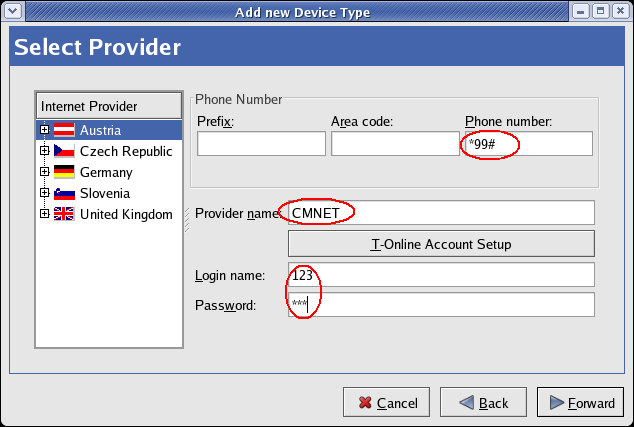 Add new Device Type
Select Provider
Internet Provider
Austria
Czech Republic
Germany
Slovenia
United Kingdom
Phone Number
Prefix:
Area code:
Phone number:
*99#
Provider name:
CMNET
T-Online Account Setup
Login name:
123
Password:
***
Cancel
Back
Forward